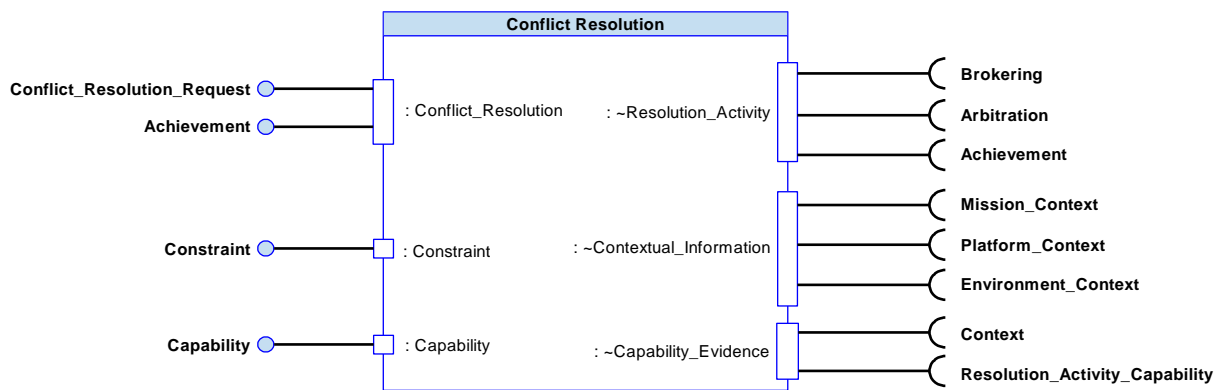 Conflict Resolution
Conflict_Resolution_Request
Achievement
: Conflict_Resolution
Constraint
: Constraint
Capability
: Capability
: ~Resolution_Activity
Brokering
Arbitration
Achievement
: ~Contextual_Information
Mission_Context
Platform_Context
Environment_Context
: ~Capability_Evidence
Context
Resolution_Activity_Capability